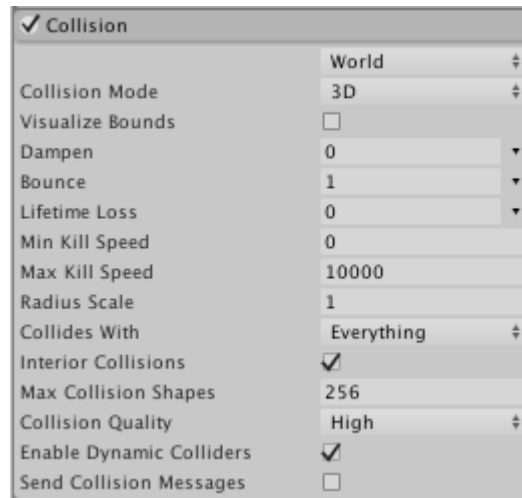 Collision
World
Collision Mode 3D
Visualize Bounds
Dampen 0
Bounce 1
Lifetime Loss 0
Min Kill Speed 0
Max Kill Speed 10000
Radius Scale 1
Collides With Everything
Interior Collisions
Max Collision Shapes 256
Collision Quality High
Enable Dynamic Colliders
Send Collision Messages